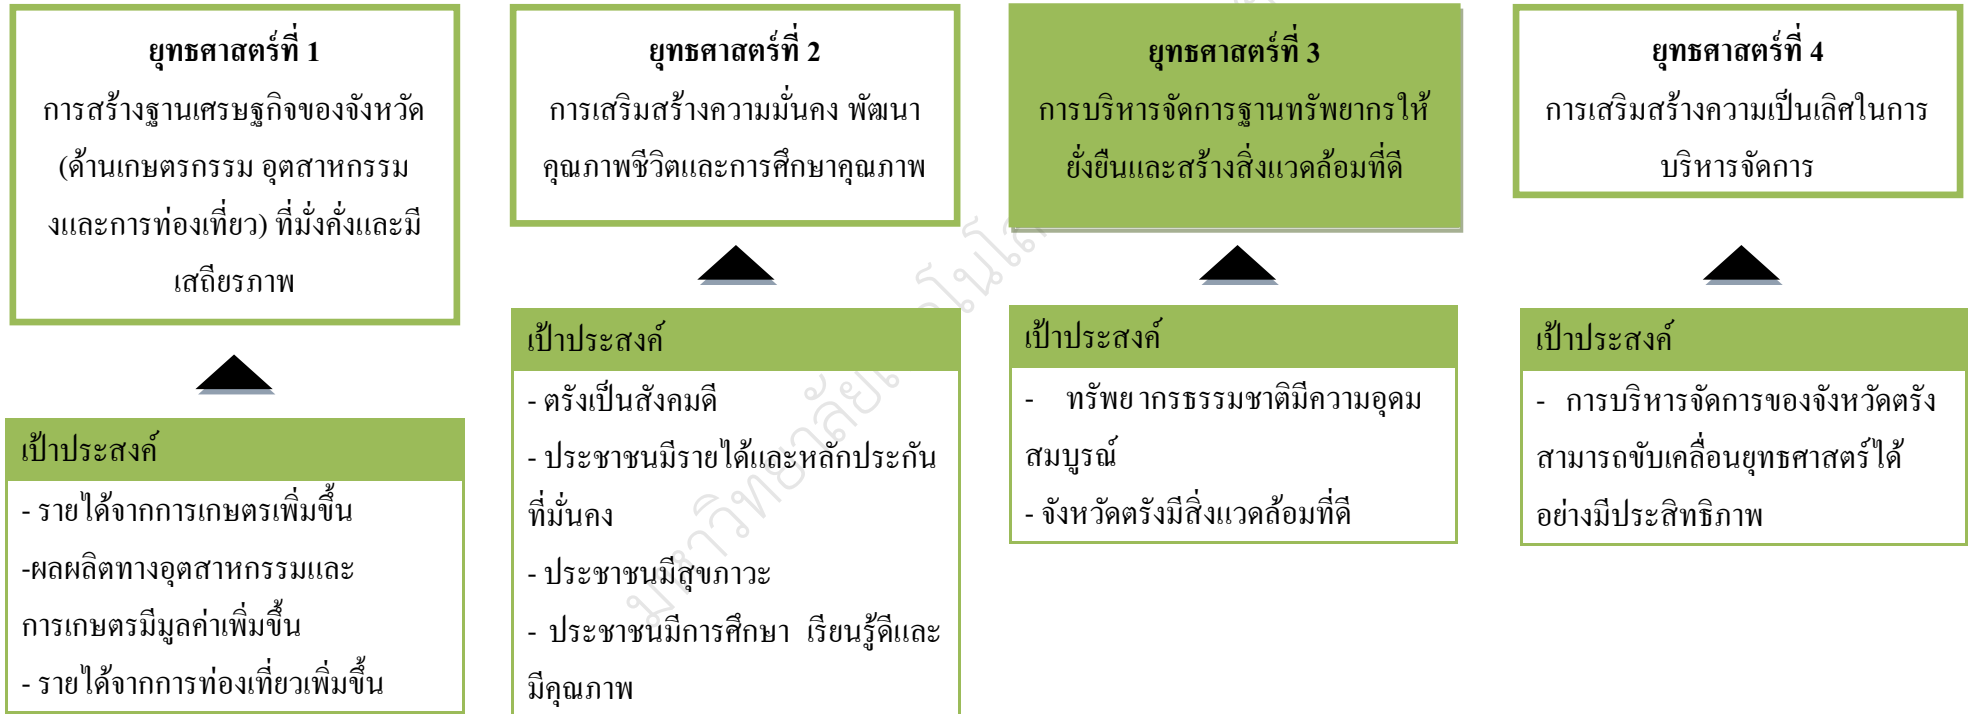 ยุทธศาสตร์ที่ 1
การสร้างฐานเศรษฐกิจของจังหวัด
(ด้านเกษตรกรรม อุตสาหกรรม
งและการท่องเที่ยว) ที่มั่งคั่งและมี
เสถียรภาพ
เป้าประสงค์
- รายได้จากการเกษตรเพิ่มขึ้น
-ผลผลิตทางอุตสาหกรรมและ
การเกษตรมีมูลค่าเพิ่มขึ้น
- รายได้จากการท่องเที่ยวเพิ่มขึ้น
ยุทธศาสตร์ที่ 2
การเสริมสร้างความมั่นคง พัฒนา
คุณภาพชีวิตและการศึกษาคุณภาพ
เป้าประสงค์
- ตรังเป็นสังคมดี
- ประชาชนมีรายได้และหลักประกัน
ที่มั่นคง
- ประชาชนมีสุขภาวะ
- ประชาชนมีการศึกษา เรียนรู้ดีและ
มีคุณภาพ
ยุทธศาสตร์ที่ 3
การบริหารจัดการฐานทรัพยากรให้
ยั่งยืนและสร้างสิ่งแวดล้อมที่ดี
เป้าประสงค์
- ทรัพยากรธรรมชาติมีความอุดม
สมบูรณ์
- จังหวัดตรังมีสิ่งแวดล้อมที่ดี
ยุทธศาสตร์ที่ 4
การเสริมสร้างความเป็นเลิศในการ
บริหารจัดการ
เป้าประสงค์
- การบริหารจัดการของจังหวัดตรัง
สามารถขับเคลื่อนยุทธศาสตร์ได้
อย่างมีประสิทธิภาพ